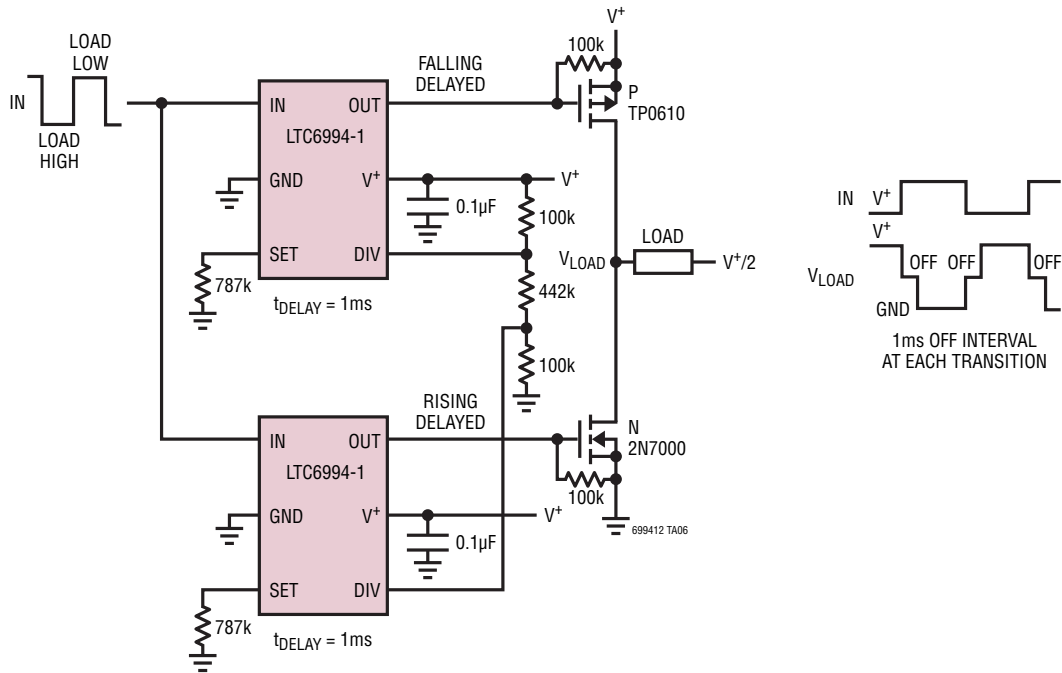 LOAD
LOW
IN
LOAD
HIGH
IN
OUT
LTC6994-1
GND
V+
SET
DIV
787k
tDELAY = 1ms
FALLING
DELAYED
V+
100k
P
TP0610
V+
0.1µF
100k
442k
100k
VLOAD
LOAD
V+/2
IN
OUT
LTC6994-1
GND
V+
SET
DIV
787k
tDELAY = 1ms
RISING
DELAYED
N
2N7000
100k
V+
0.1µF
699412 TA06
IN
V+
V+
VLOAD
OFF
OFF
OFF
GND
1ms OFF INTERVAL
AT EACH TRANSITION